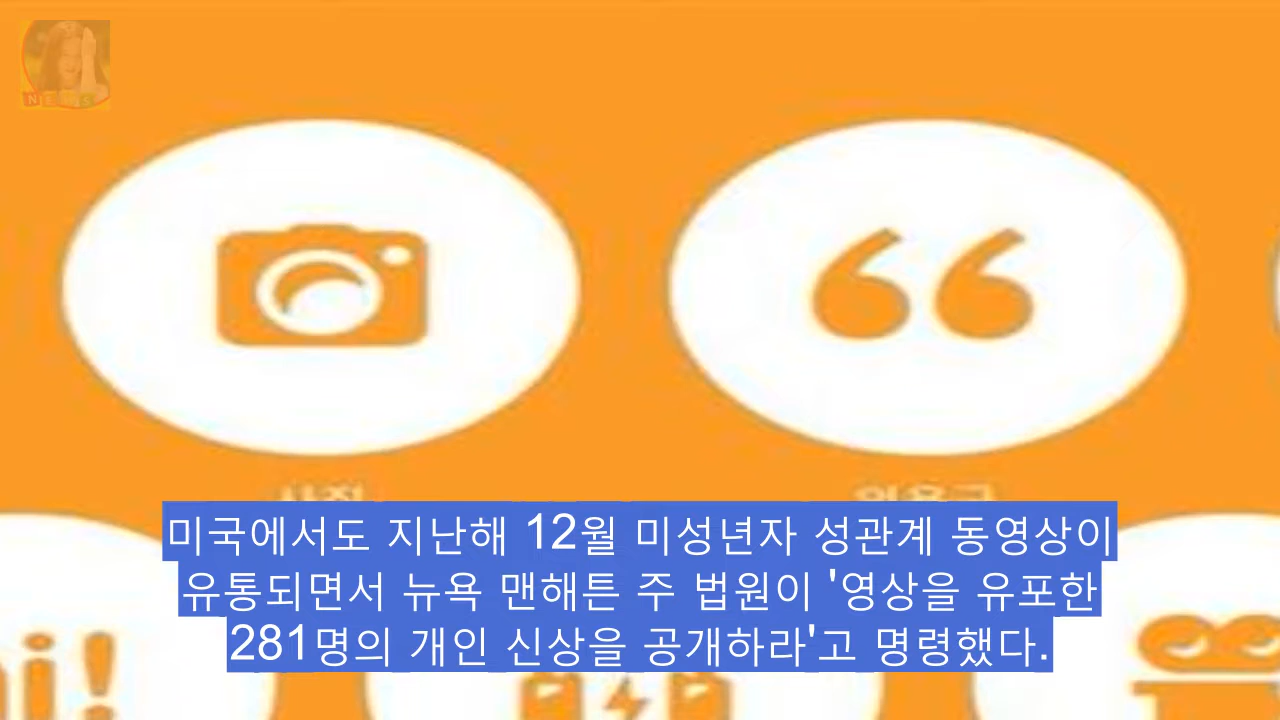 NEWS
미국에서도 지난해 12월 미성년자 성관계 동영상이
유통되면서 뉴욕 맨해튼 주 법원이 '영상을 유포한
281명의 개인 신상을 공개하라'고 명령했다.